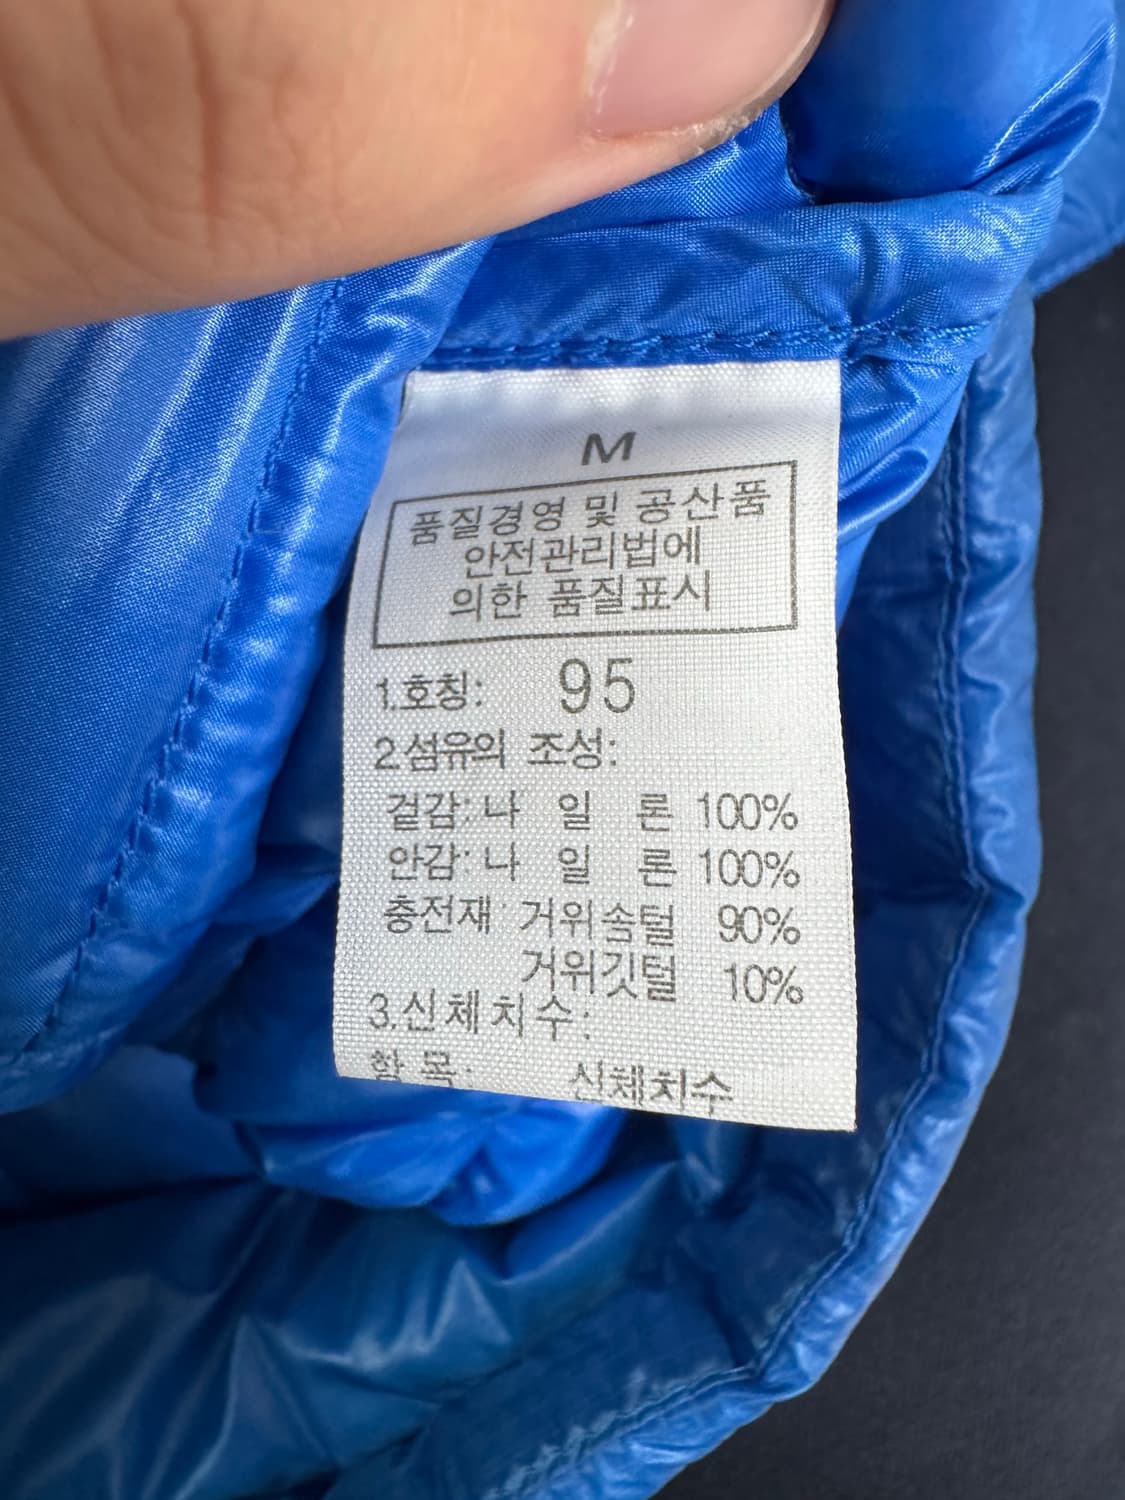 M
품질경영 및 공산품
안전관리법에
의한 품질표시
1.호칭: 95
2.섬유의 조성:
겉감: 나 일 론 100%
안감: 나 일 론 100%
충전재 거위솜털 90%
거위깃털 10%
3.신체치수:
항 목: 신체치수